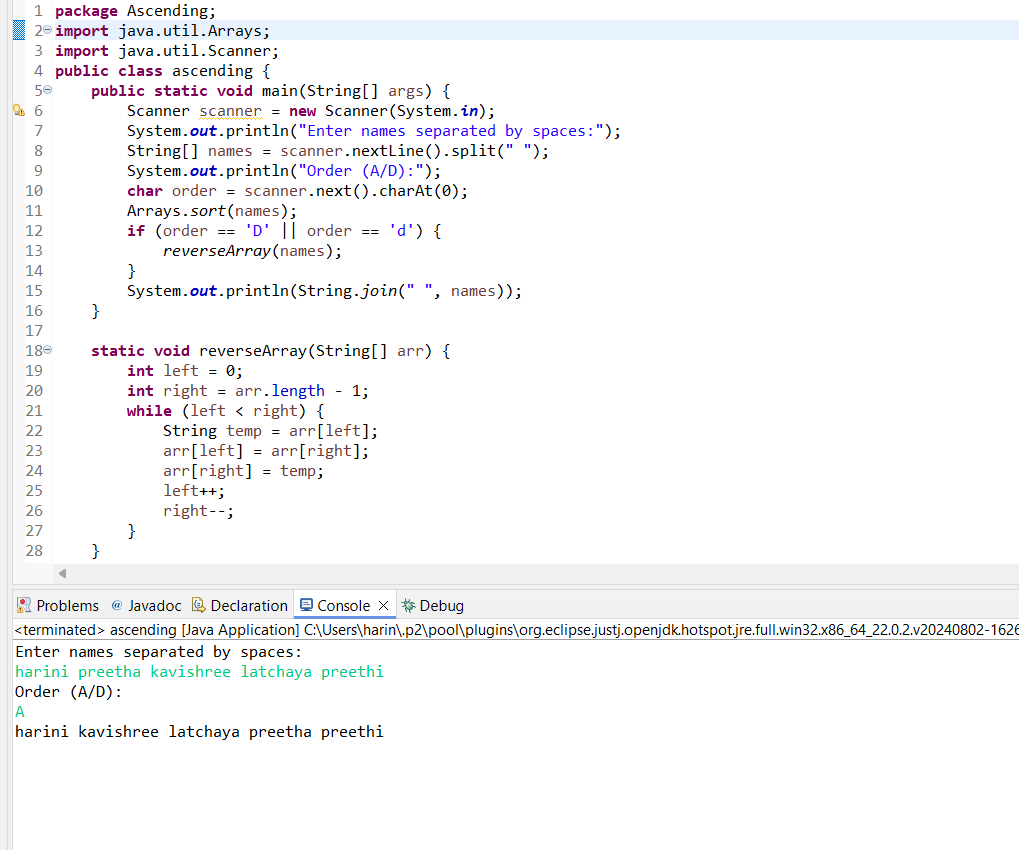 1 package Ascending;
2 import java.util.Arrays;
3 import java.util.Scanner;
4 public class ascending {
5 public static void main(String[] args) {
6 Scanner scanner = new Scanner(System.in);
7 System.out.println("Enter names separated by spaces:");
8 String[] names = scanner.nextLine().split(" ");
9 System.out.println("Order (A/D):");
10 char order = scanner.next().charAt(0);
11 Arrays.sort(names);
12 if (order == 'D' || order == 'd') {
13 reverseArray(names);
14 }
15 System.out.println(String.join(" ", names));
16 }
17
18 static void reverseArray(String[] arr) {
19 int left = 0;
20 int right = arr.length - 1;
21 while (left < right) {
22 String temp = arr[left];
23 arr[left] = arr[right];
24 arr[right] = temp;
25 left++;
26 right--;
27 }
28 }
Problems @ Javadoc Declaration Console Debug
<terminated> ascending [Java Application] C:\Users\harin\.p2\pool\plugins\org.eclipse.justj.openjdk.hotspot.jre.full.win32.x86_64_22.0.2.v20240802-1626
Enter names separated by spaces:
harini preetha kavishree latchaya preethi
Order (A/D):
A
harini kavishree latchaya preetha preethi